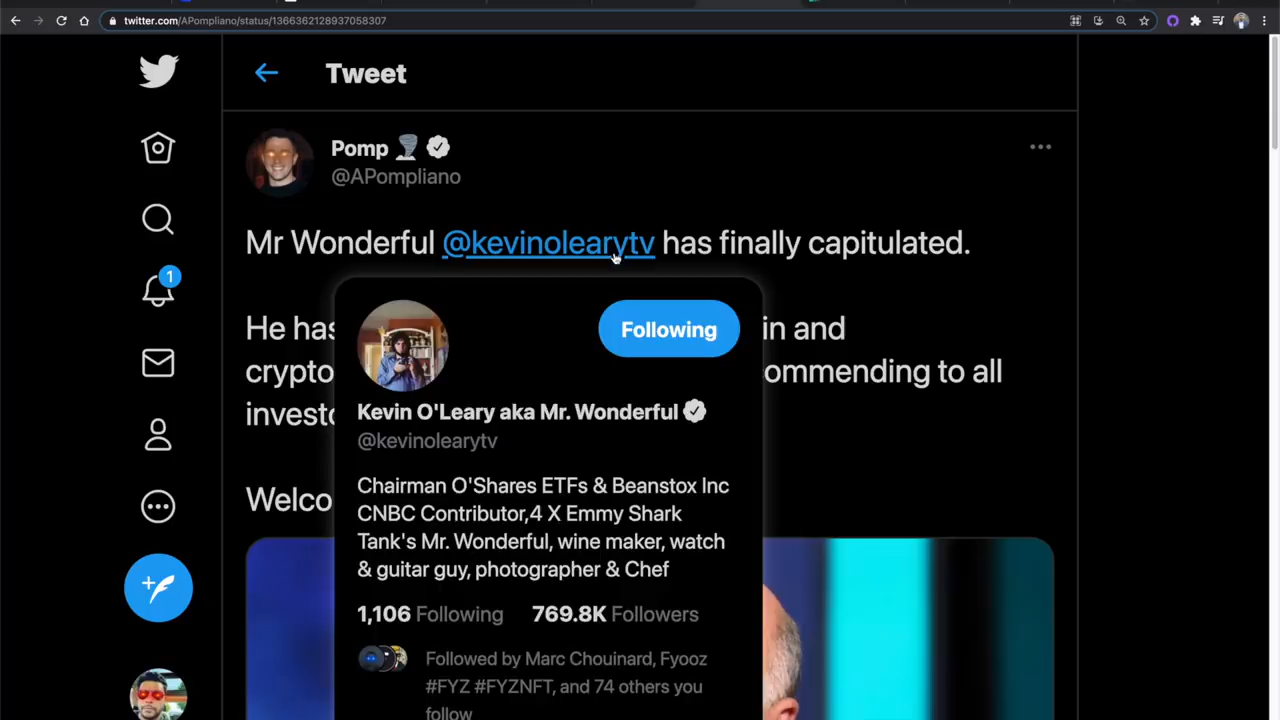 twitter.com/APompliano/status/1366362128937058307
Tweet
Pomp
@APompliano
Mr Wonderful @kevinolearytv has finally capitulated.
He has in and
crypto ommending to all
investo
Welco
Following
Kevin O'Leary aka Mr. Wonderful
@kevinolearytv
Chairman O'Shares ETFs & Beanstox Inc
CNBC Contributor,4 X Emmy Shark
Tank's Mr. Wonderful, wine maker, watch
& guitar guy, photographer & Chef
1,106 Following 769.8K Followers
Followed by Marc Chouinard, Fyooz
#FYZ #FYZNFT, and 74 others you
follow
1